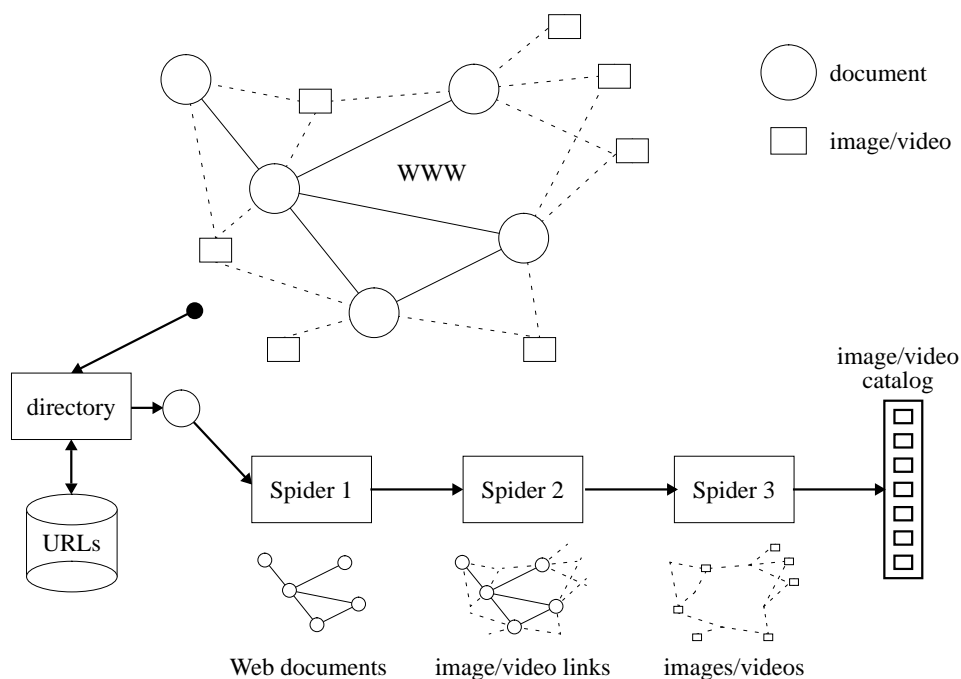 document
image/video
WWW
image/video
catalog
directory
Spider 1
Spider 2
Spider 3
URLs
Web documents
image/video links
images/videos